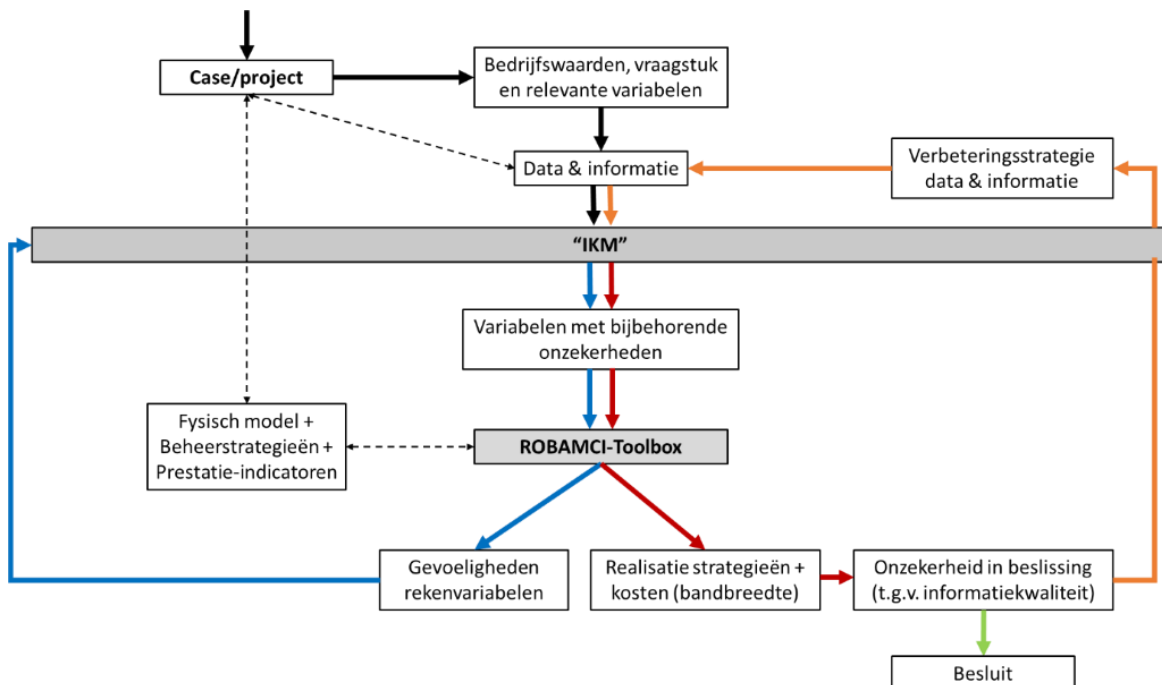 Case/project
Bedrijfswaarden, vraagstuk
en relevante variabelen
Data & informatie
Verbeteringsstrategie
data & informatie
“IKM”
Variabelen met bijbehorende
onzekerheden
Fysisch model +
Beheerstrategieën +
Prestatie-indicatoren
ROBAMCI-Toolbox
Gevoeligheden
rekenvariabelen
Realisatie strategieën +
kosten (bandbreedte)
Onzekerheid in beslissing
(t.g.v. informatiekwaliteit)
Besluit